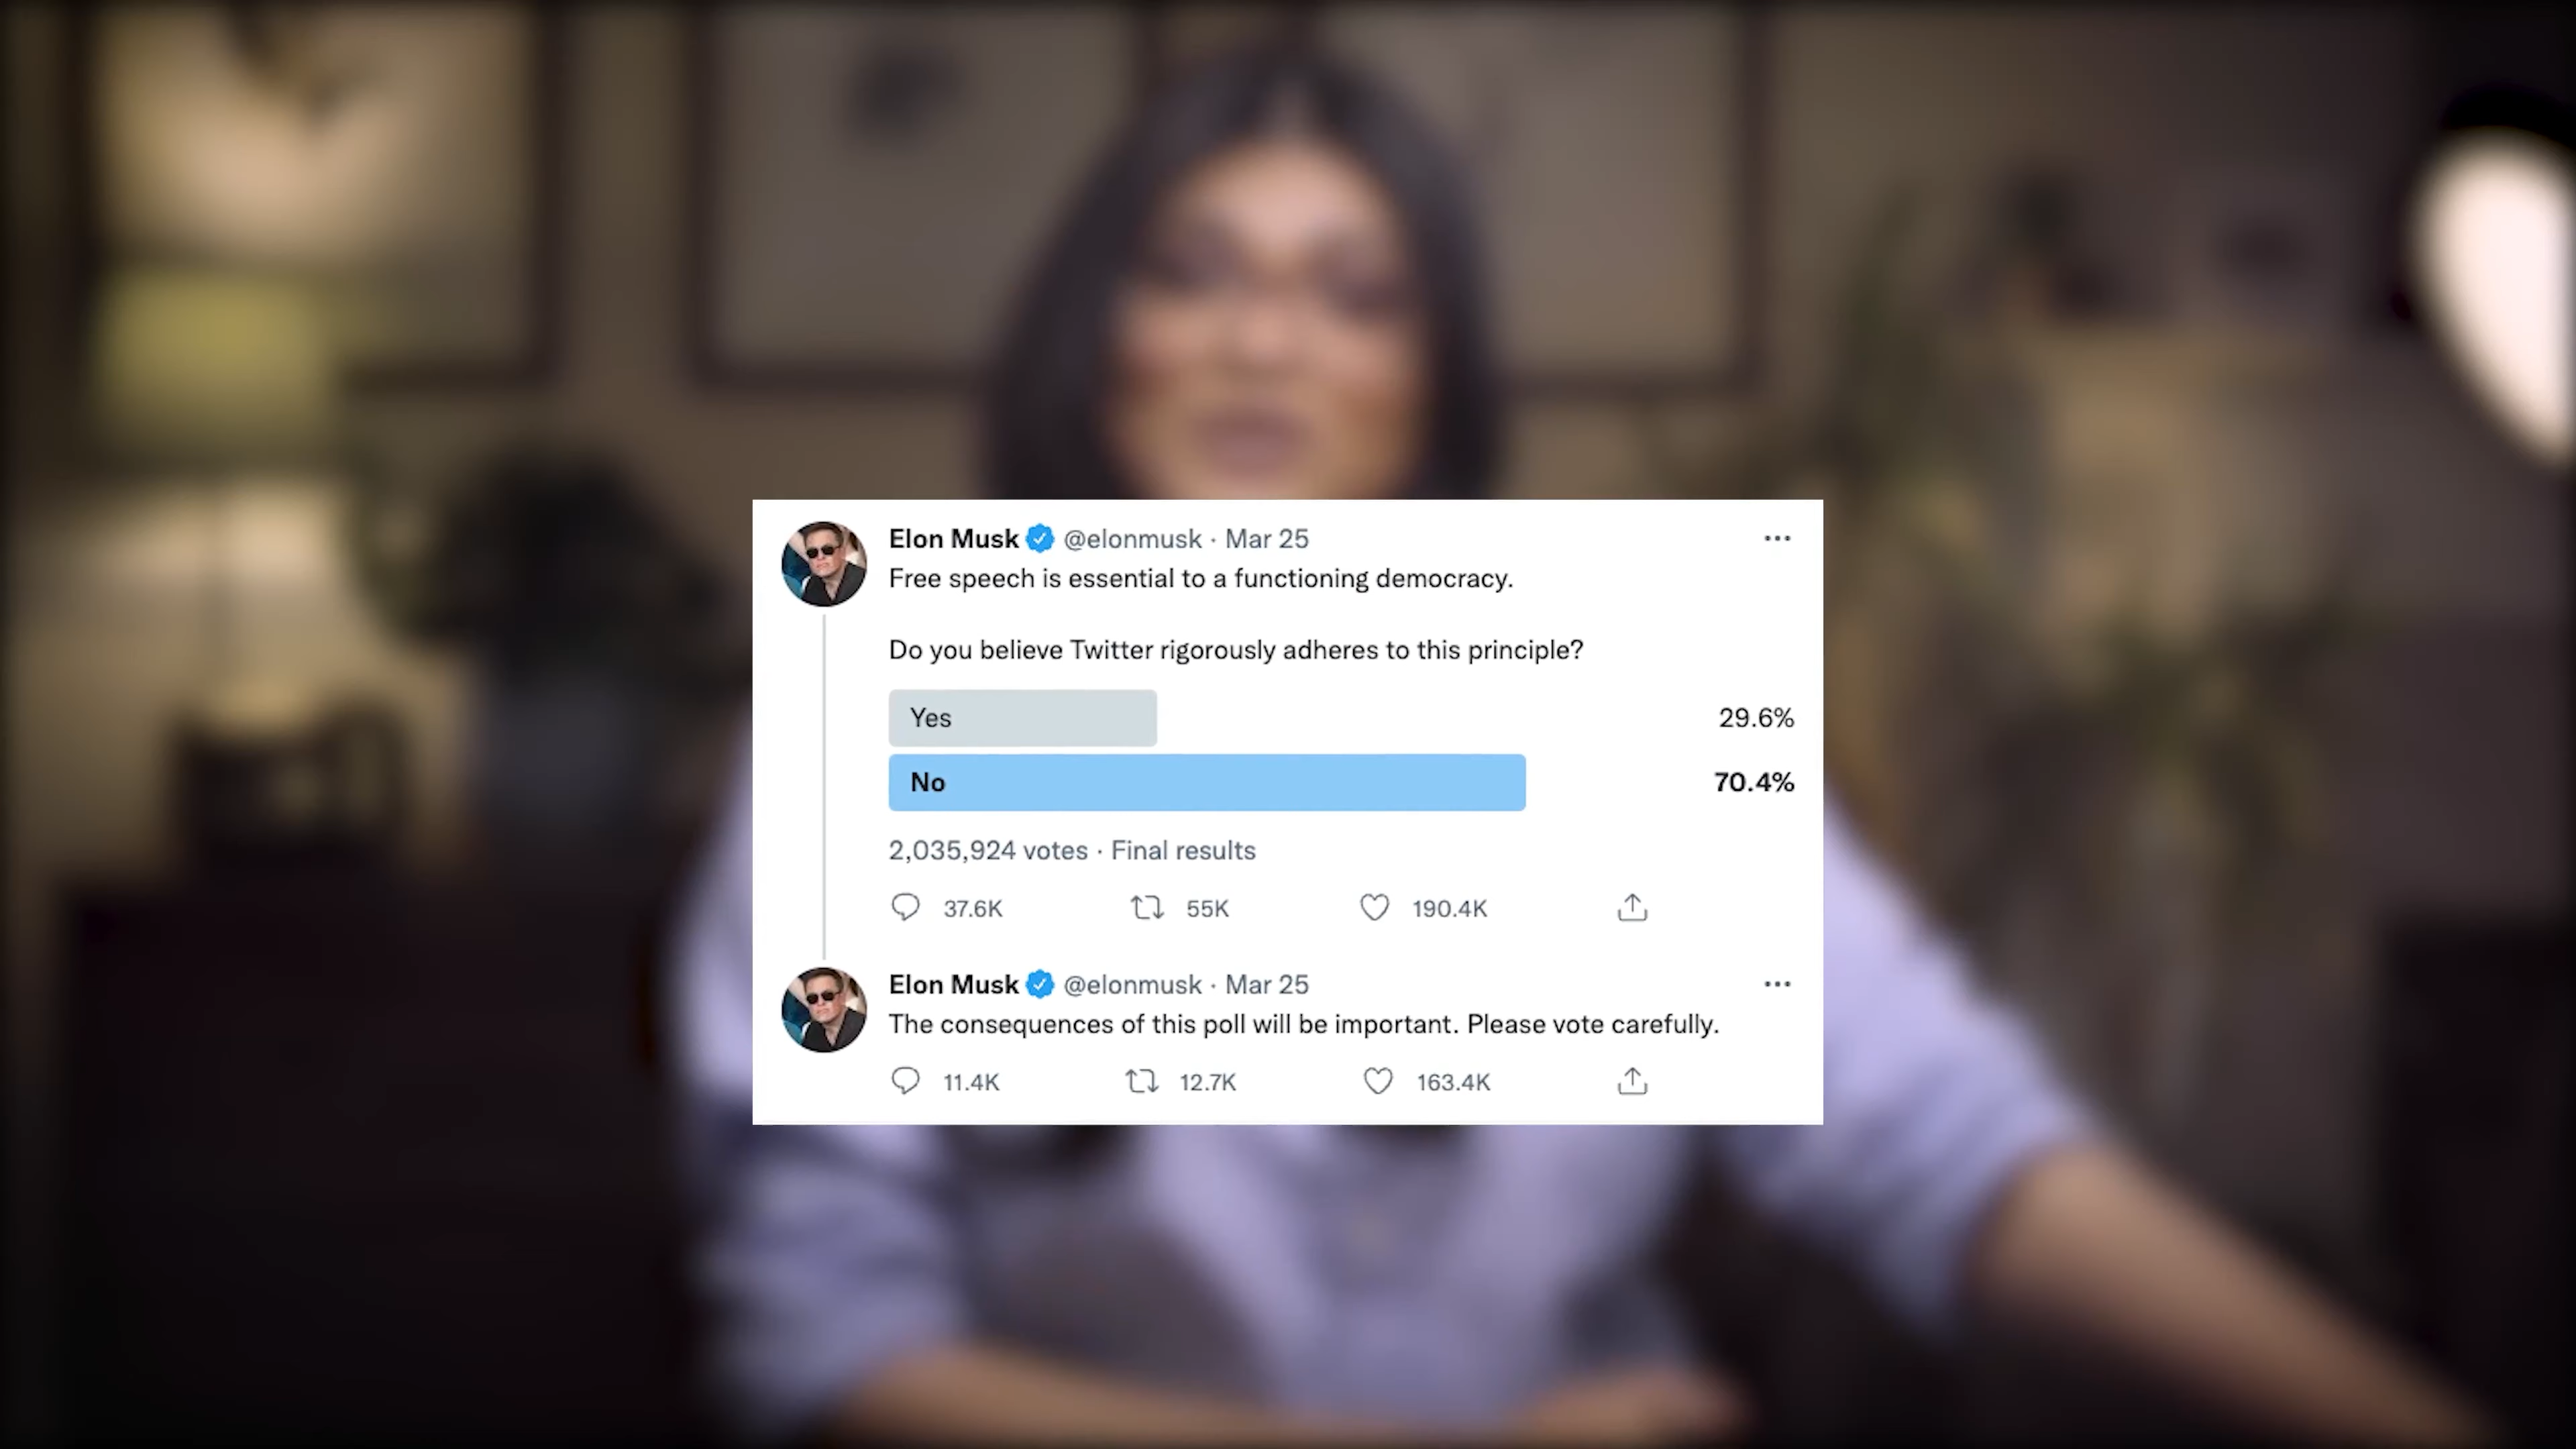 Elon Musk @elonmusk · Mar 25
Free speech is essential to a functioning democracy.
Do you believe Twitter rigorously adheres to this principle?
Yes 29.6%
No 70.4%
2,035,924 votes · Final results
37.6K 55K 190.4K
Elon Musk @elonmusk · Mar 25
The consequences of this poll will be important. Please vote carefully.
11.4K 12.7K 163.4K